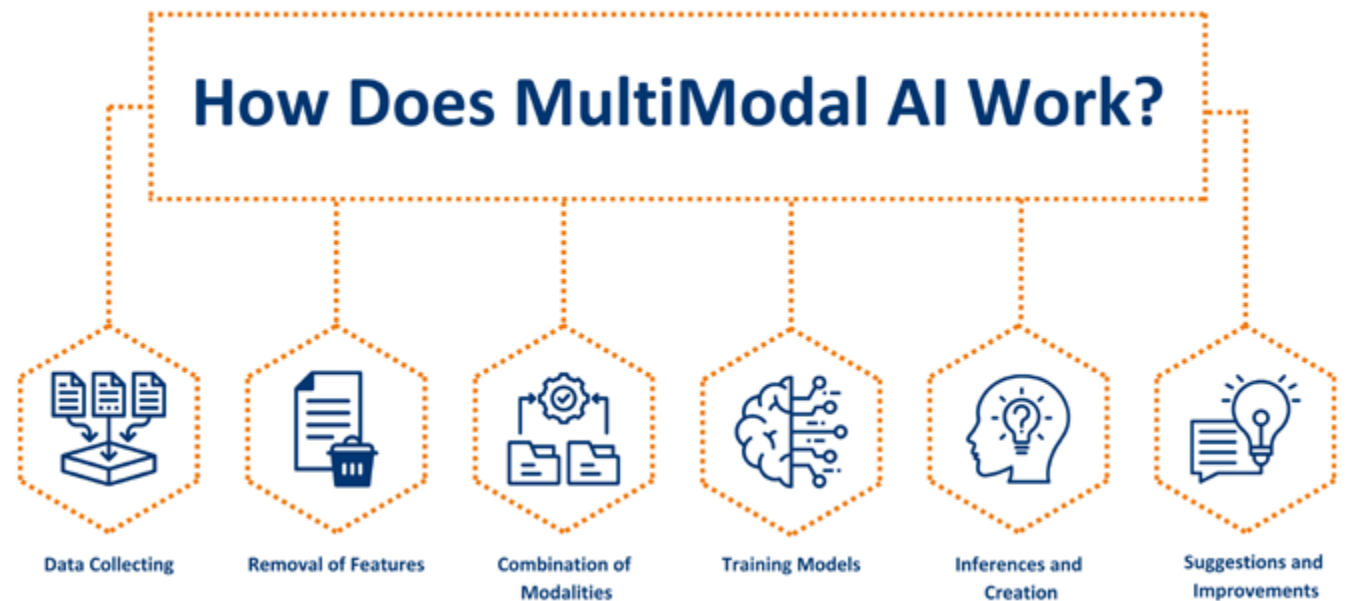 How Does MultiModal AI Work?
Data Collecting
Removal of Features
Combination of
Modalities
Training Models
Inferences and
Creation
Suggestions and
Improvements